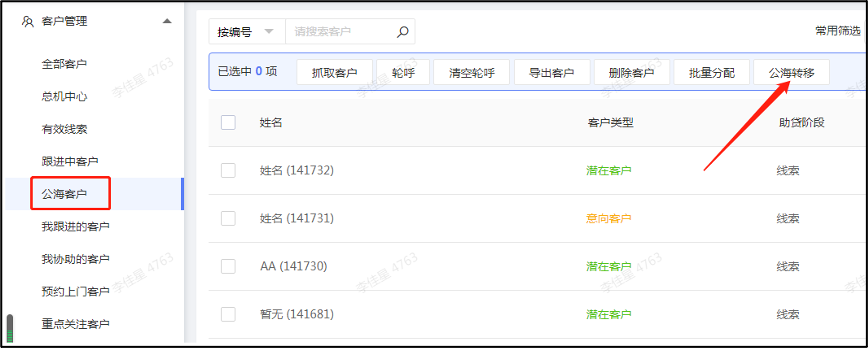 客户管理
全部客户
总机中心
有效线索
跟进中客户
公海客户
我跟进的客户
我协助的客户
预约上门客户
重点关注客户
按编号 请搜索客户 常用筛选
已选中 0 项 抓取客户 轮呼 清空轮呼 导出客户 删除客户 批量分配 公海转移
姓名 客户类型 助贷阶段
姓名 (141732) 潜在客户 线索
姓名 (141731) 意向客户 线索
AA (141730) 潜在客户 线索
暂无 (141681) 潜在客户 线索
李佳星 4763
李佳星 4763
李佳星 4763
李佳星 4763
李佳星 4763
李佳星 4763